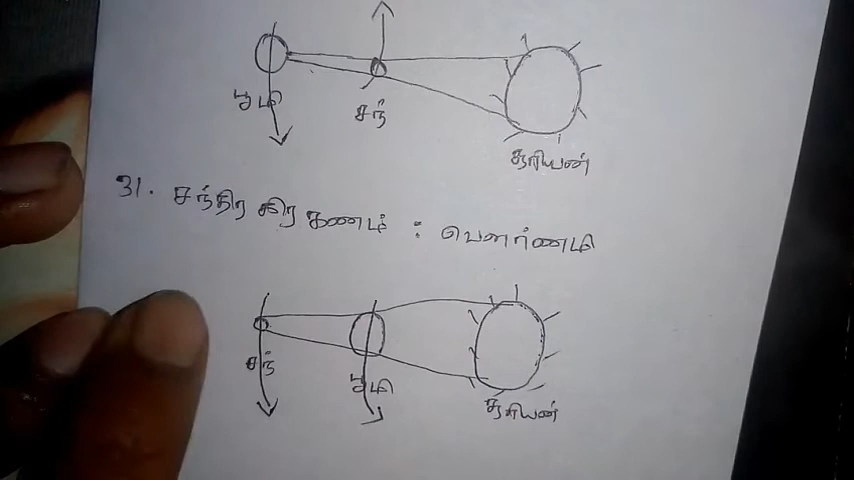 பூமி
சந்
சூரியன்
31. சந்திர கிரகணம் : பௌர்ணமி
சந்
பூமி
சூரியன்